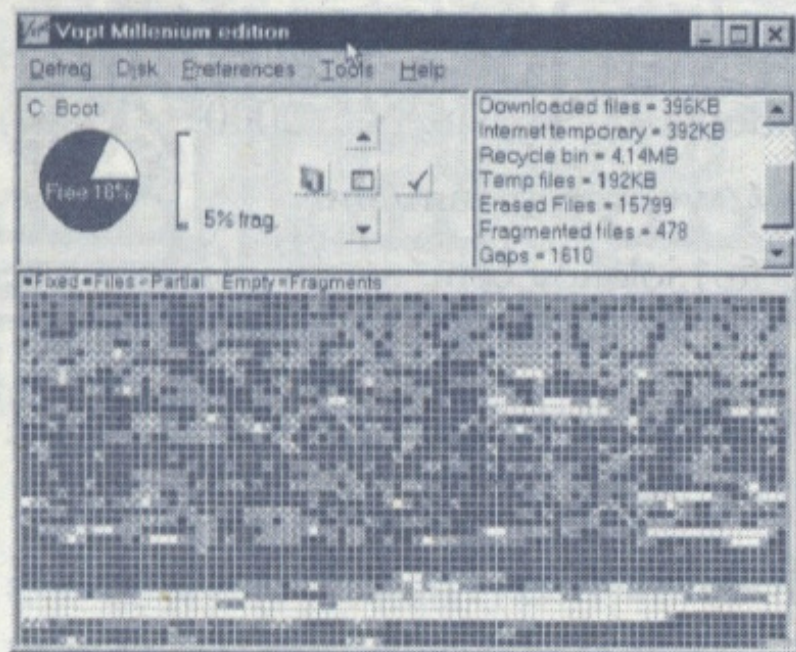 Vopt Millenium edition
Defrag Disk Preferences Tools Help
C: Boot
Free 18%
5% frag.
Downloaded files = 396KB
Internet temporary = 392KB
Recycle bin = 4.14MB
Temp files = 192KB
Erased Files = 15799
Fragmented files = 478
Gaps = 1610
Fixed Files Partial Empty Fragments